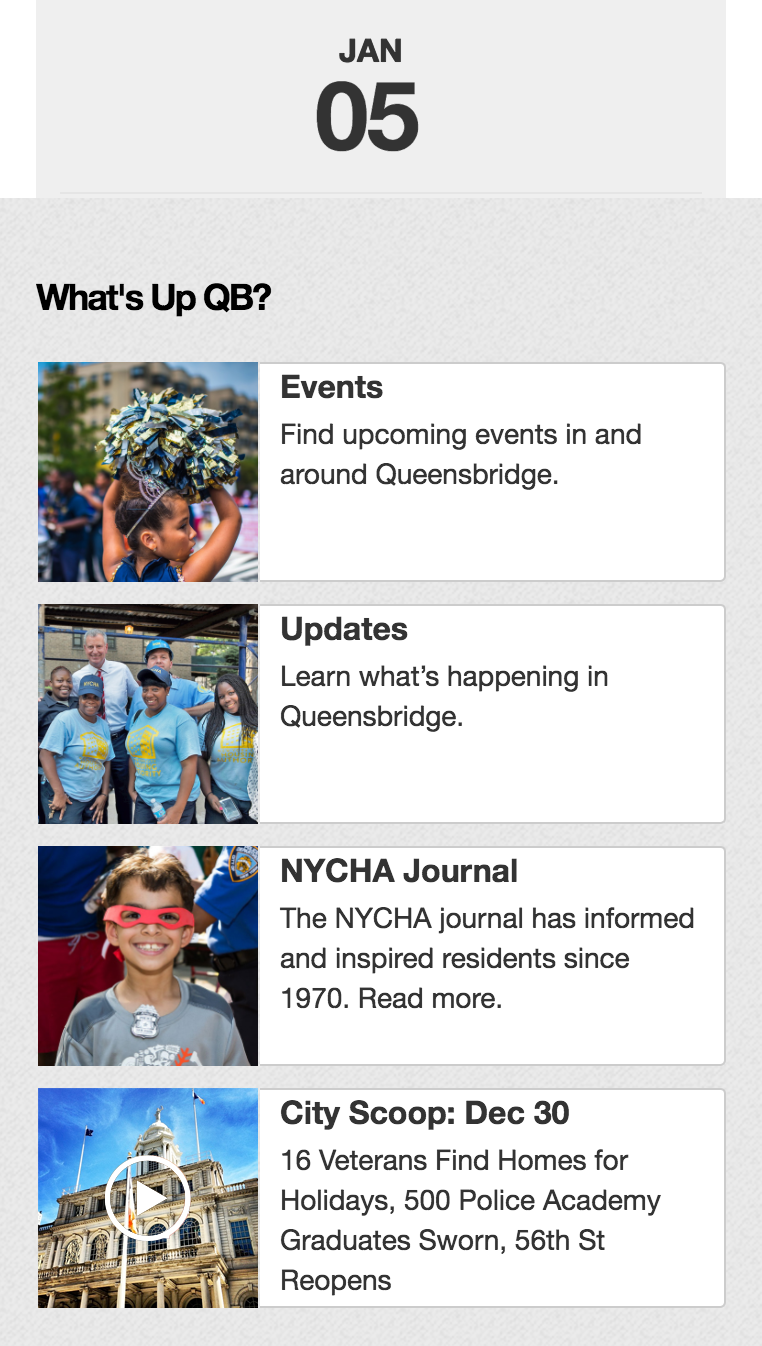 JAN
05
What's Up QB?
Events
Find upcoming events in and
around Queensbridge.
Updates
Learn what’s happening in
Queensbridge.
NYCHA
NYCHA Journal
The NYCHA journal has informed
and inspired residents since
1970. Read more.
City Scoop: Dec 30
16 Veterans Find Homes for
Holidays, 500 Police Academy
Graduates Sworn, 56th St
Reopens